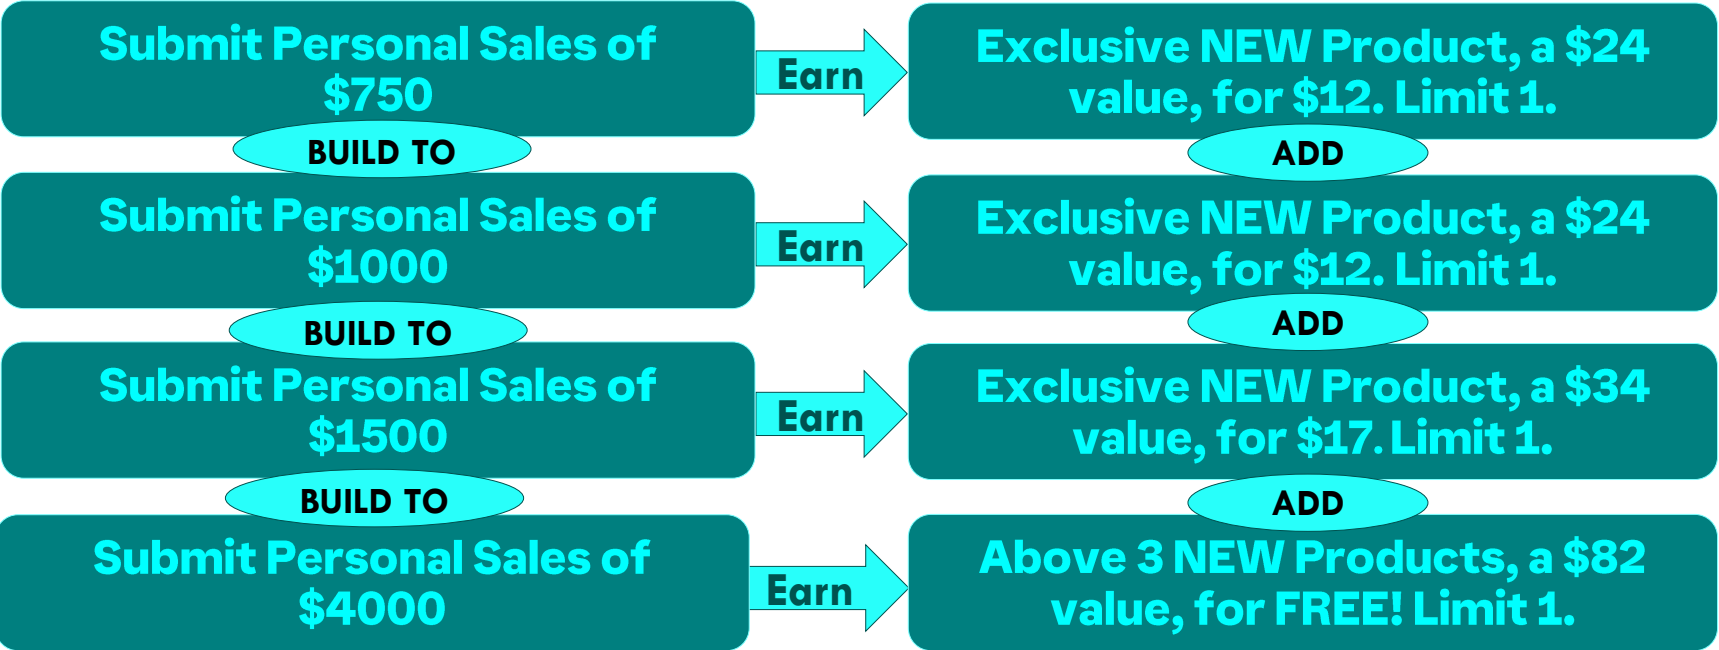 Submit Personal Sales of
$750
Earn
Exclusive NEW Product, a $24
value, for $12. Limit 1.
BUILD TO
ADD
Submit Personal Sales of
$1000
Earn
Exclusive NEW Product, a $24
value, for $12. Limit 1.
BUILD TO
ADD
Submit Personal Sales of
$1500
Earn
Exclusive NEW Product, a $34
value, for $17. Limit 1.
BUILD TO
ADD
Submit Personal Sales of
$4000
Earn
Above 3 NEW Products, a $82
value, for FREE! Limit 1.